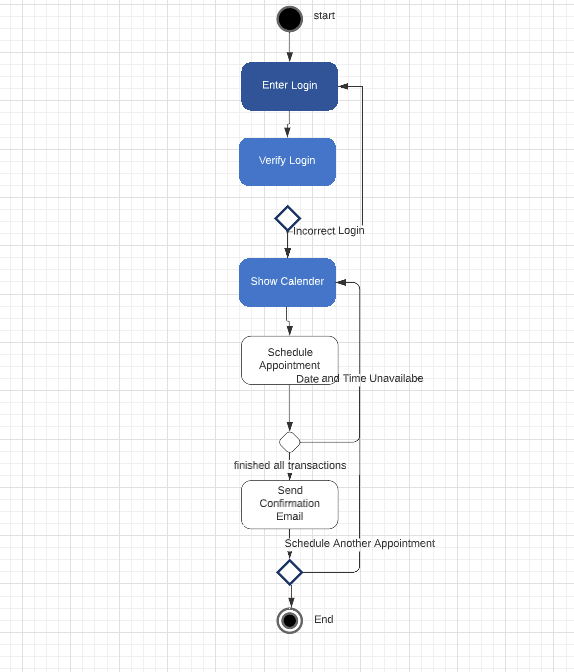 start
Enter Login
Verify Login
Incorrect Login
Show Calender
Schedule
Appointment
Date and Time Unavailabe
finished all transactions
Send
Confirmation
Email
Schedule Another Appointment
End